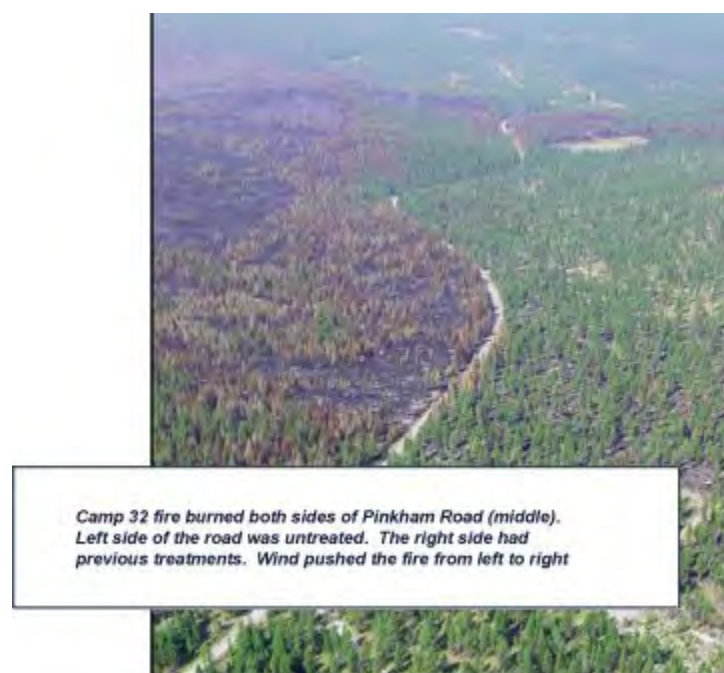 Camp 32 fire burned both sides of Pinkham Road (middle).
Left side of the road was untreated.  The right side had
previous treatments.  Wind pushed the fire from left to right